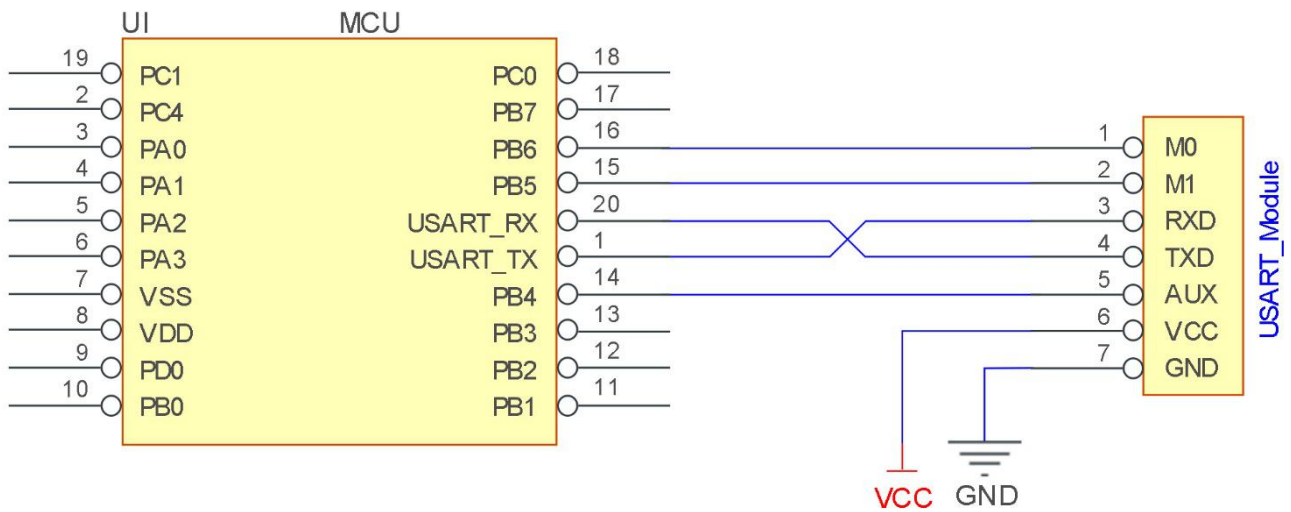 UI MCU
19 PC1 PC0 18
2 PC4 PB7 17
3 PA0 PB6 16 1 M0
4 PA1 PB5 15 2 M1
5 PA2 USART_RX 20 3 RXD
6 PA3 USART_TX 1 4 TXD
7 VSS PB4 14 5 AUX
8 VDD PB3 13 6 VCC
9 PD0 PB2 12 7 GND
10 PB0 PB1 11
USART_Module
VCC GND